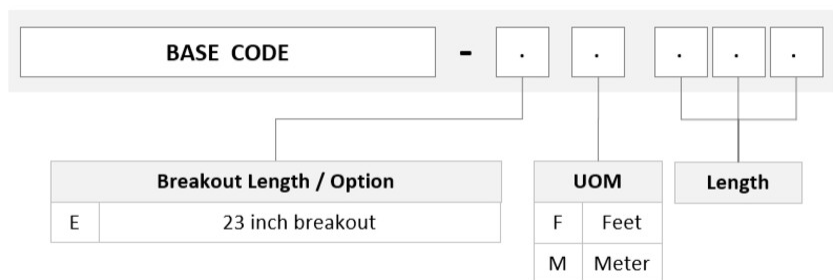 BASE CODE - . . . . .
Breakout Length / Option
E 23 inch breakout
UOM
F Feet
M Meter
Length